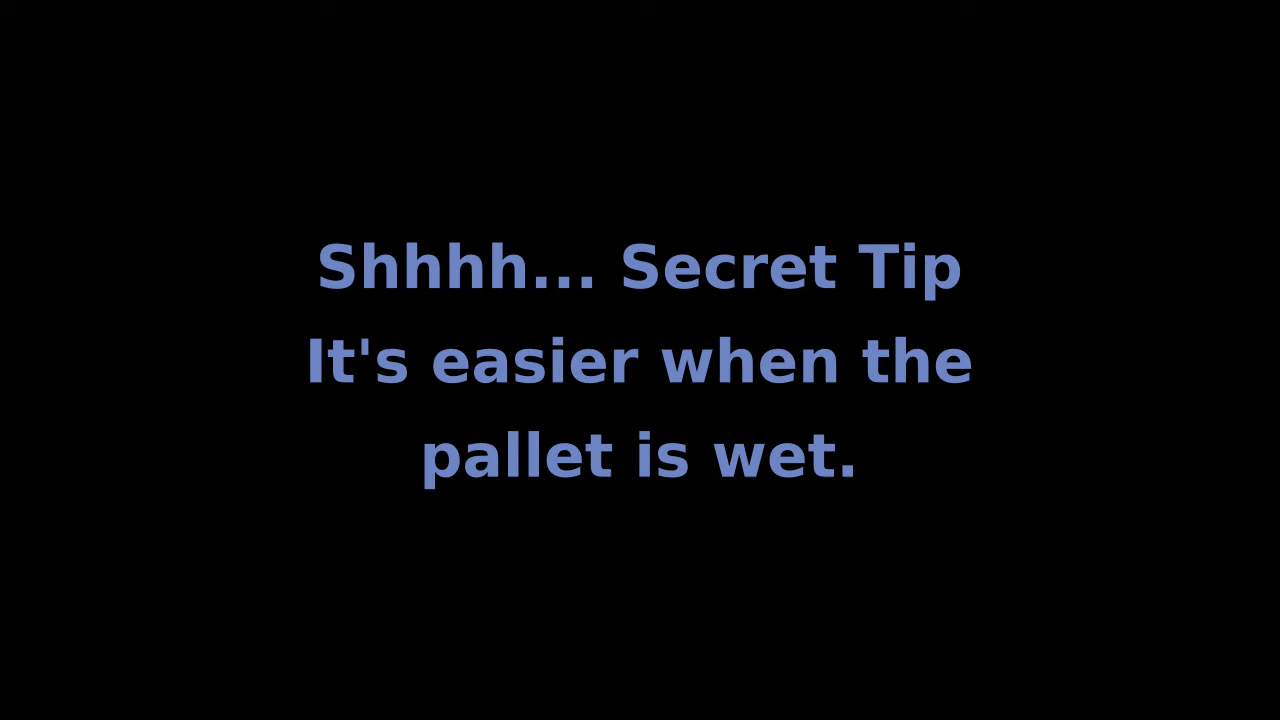 Shhhh... Secret Tip
It's easier when the
pallet is wet.